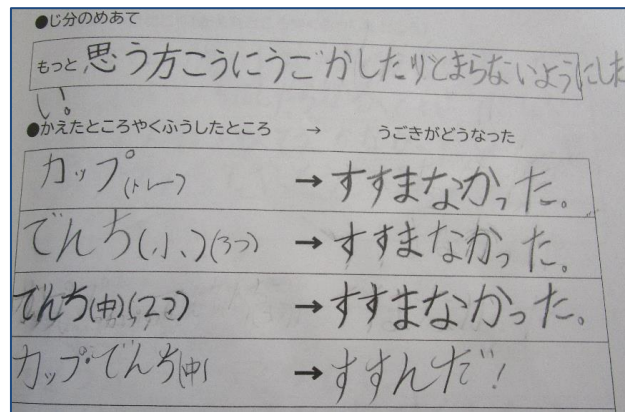 ●じ分のめあて
もっと思う方こうにうごかしたりとまらないようにした
い。
●かえたところやくふうしたところ → うごきがどうなった
カップ(トレー) → すすまなかった。
でんち(小)(3つ) → すすまなかった。
でんち(中)(2つ) → すすまなかった。
カップ・でんち(中( → すすんだ!